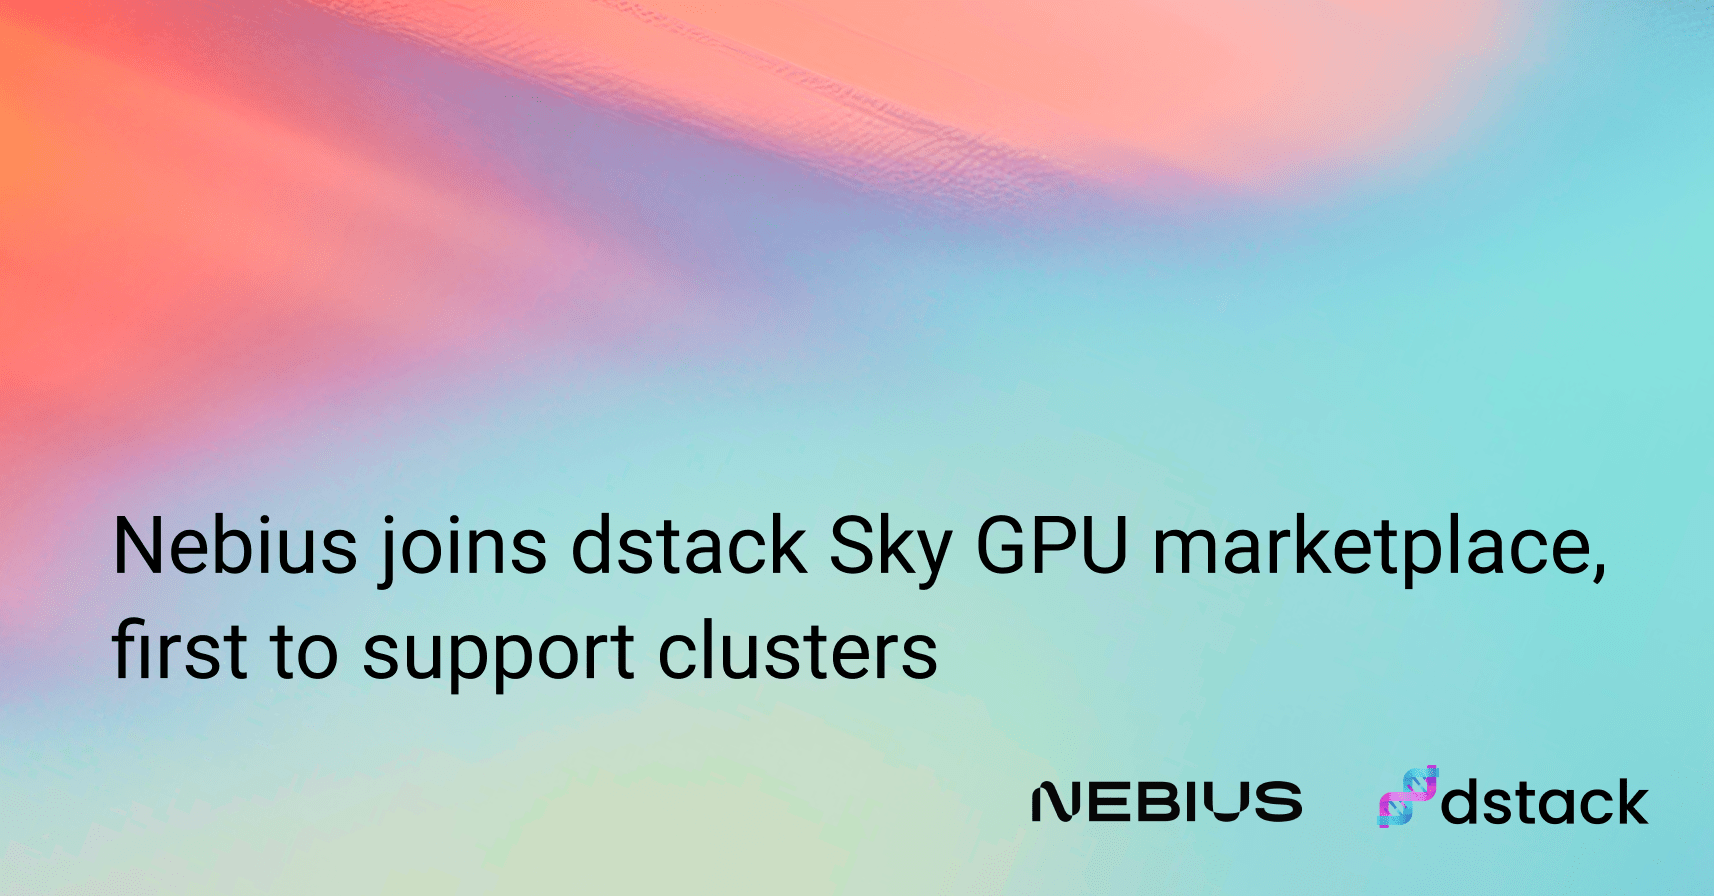 Nebius joins dstack Sky GPU marketplace,
first to support clusters
NEBIUS
dstack